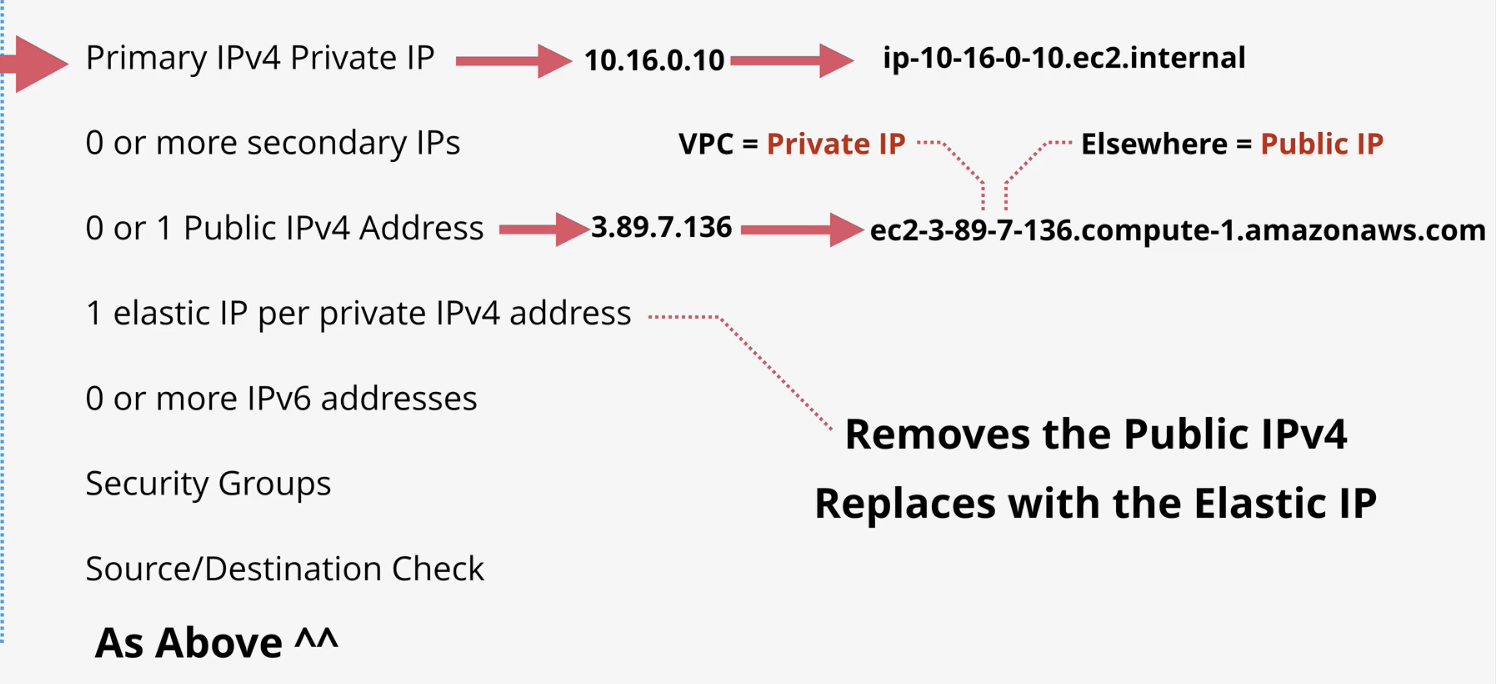 Primary IPv4 Private IP 10.16.0.10 ip-10-16-0-10.ec2.internal
0 or more secondary IPs VPC = Private IP Elsewhere = Public IP
0 or 1 Public IPv4 Address 3.89.7.136 ec2-3-89-7-136.compute-1.amazonaws.com
1 elastic IP per private IPv4 address
0 or more IPv6 addresses
Removes the Public IPv4
Security Groups
Replaces with the Elastic IP
Source/Destination Check
As Above ^^